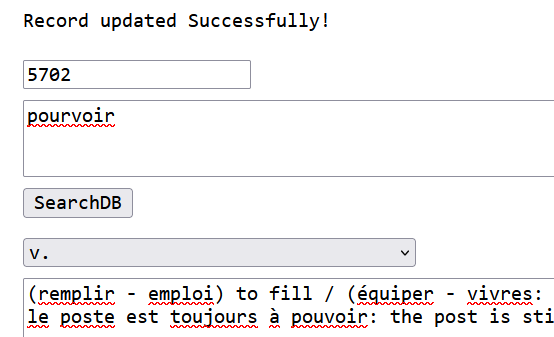 Record updated Successfully!
5702
pourvoir
SearchDB
v.
(remplir - emploi) to fill / (équiper - vivres:
le poste est toujours à pouvoir: the post is sti